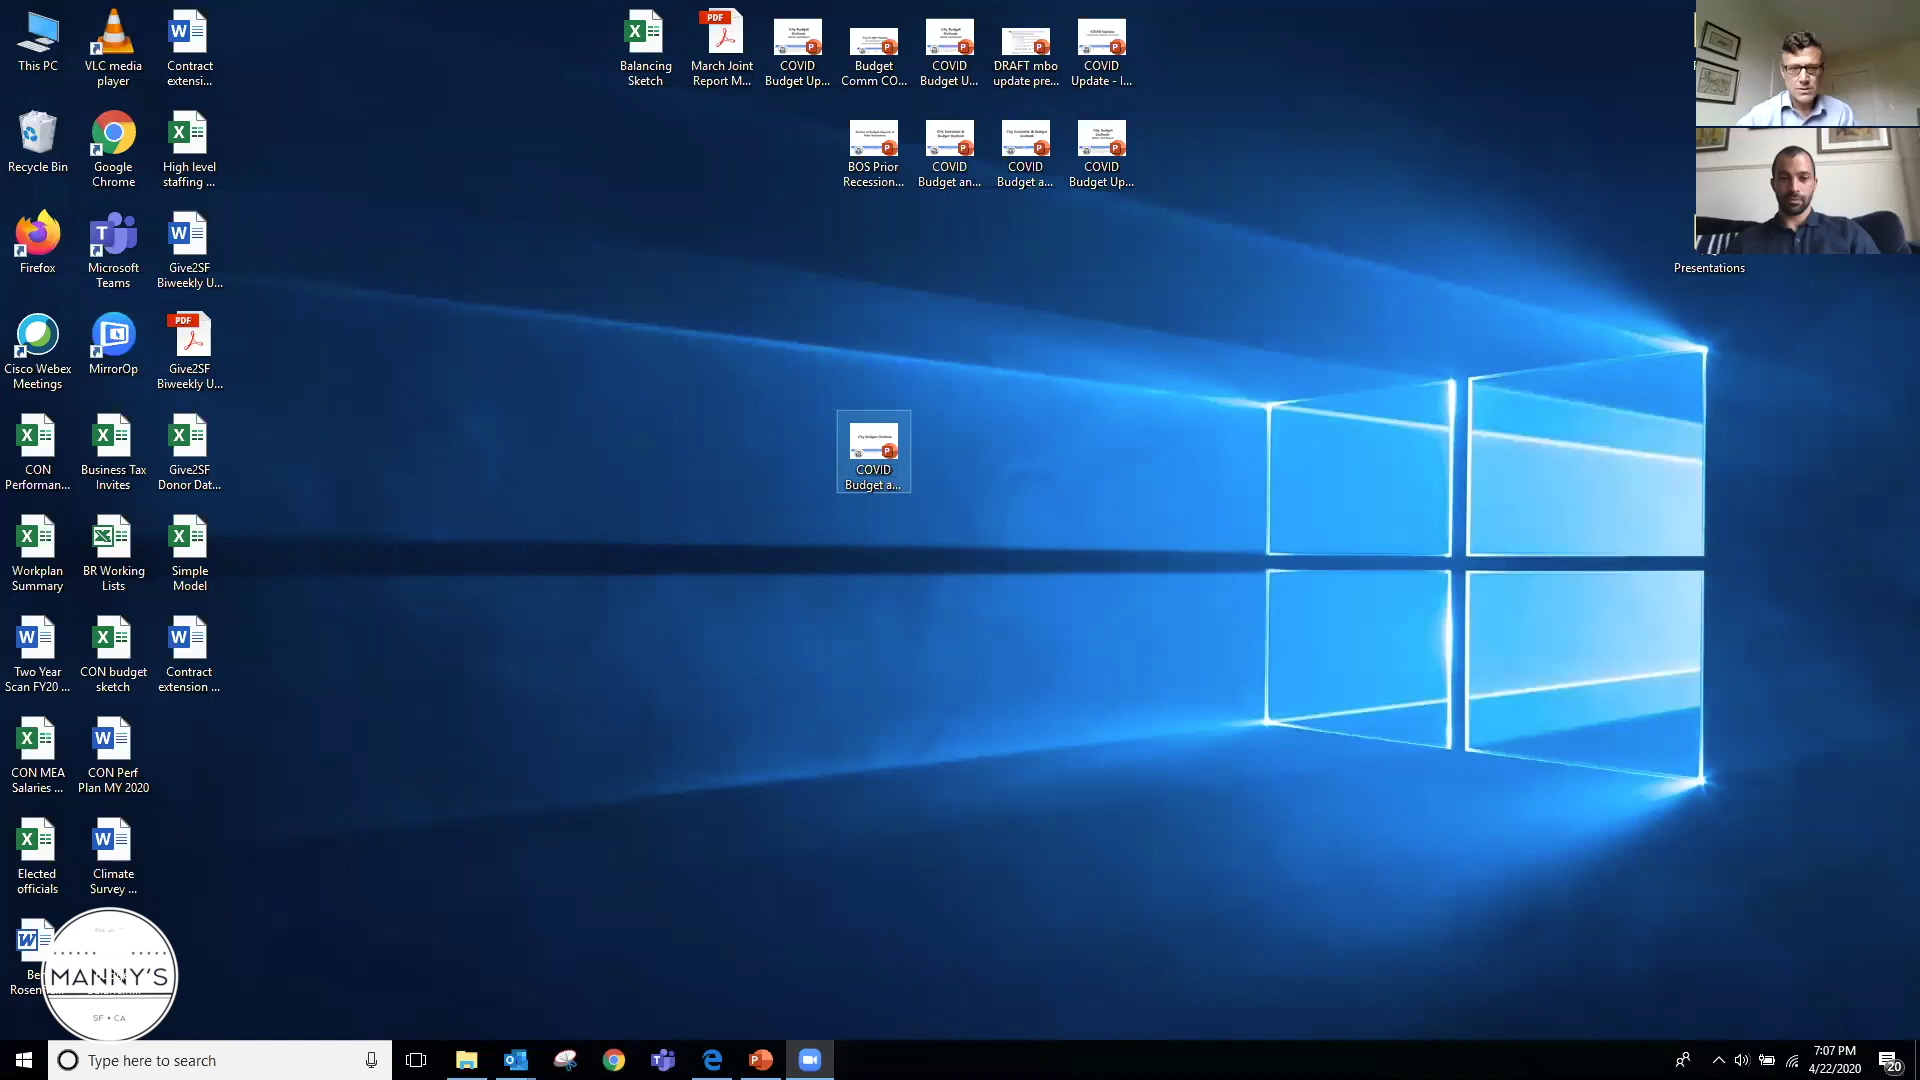 This PC
VLC media
player
Contract
extensi...
Balancing
Sketch
PDF
March Joint
Report M...
COVID
Budget Up...
Budget
Comm CO...
COVID
Budget U...
DRAFT mbo
update pre...
COVID
Update - I...
Recycle Bin
Google
Chrome
High level
staffing ...
BOS Prior
Recession...
COVID
Budget an...
COVID
Budget a...
COVID
Budget Up...
Firefox
Microsoft
Teams
Give2SF
Biweekly U...
Presentations
Cisco Webex
Meetings
MirrorOp
PDF
Give2SF
Biweekly U...
CON
Performan...
Business Tax
Invites
Give2SF
Donor Dat...
City Budget Outlook
COVID
Budget a...
Workplan
Summary
BR Working
Lists
Simple
Model
Two Year
Scan FY20 ...
CON budget
sketch
Contract
extension ...
CON MEA
Salaries ...
CON Perf
Plan MY 2020
Elected
officials
Climate
Survey ...
MANNY'S
SF • CA
Type here to search
7:07 PM
4/22/2020
20